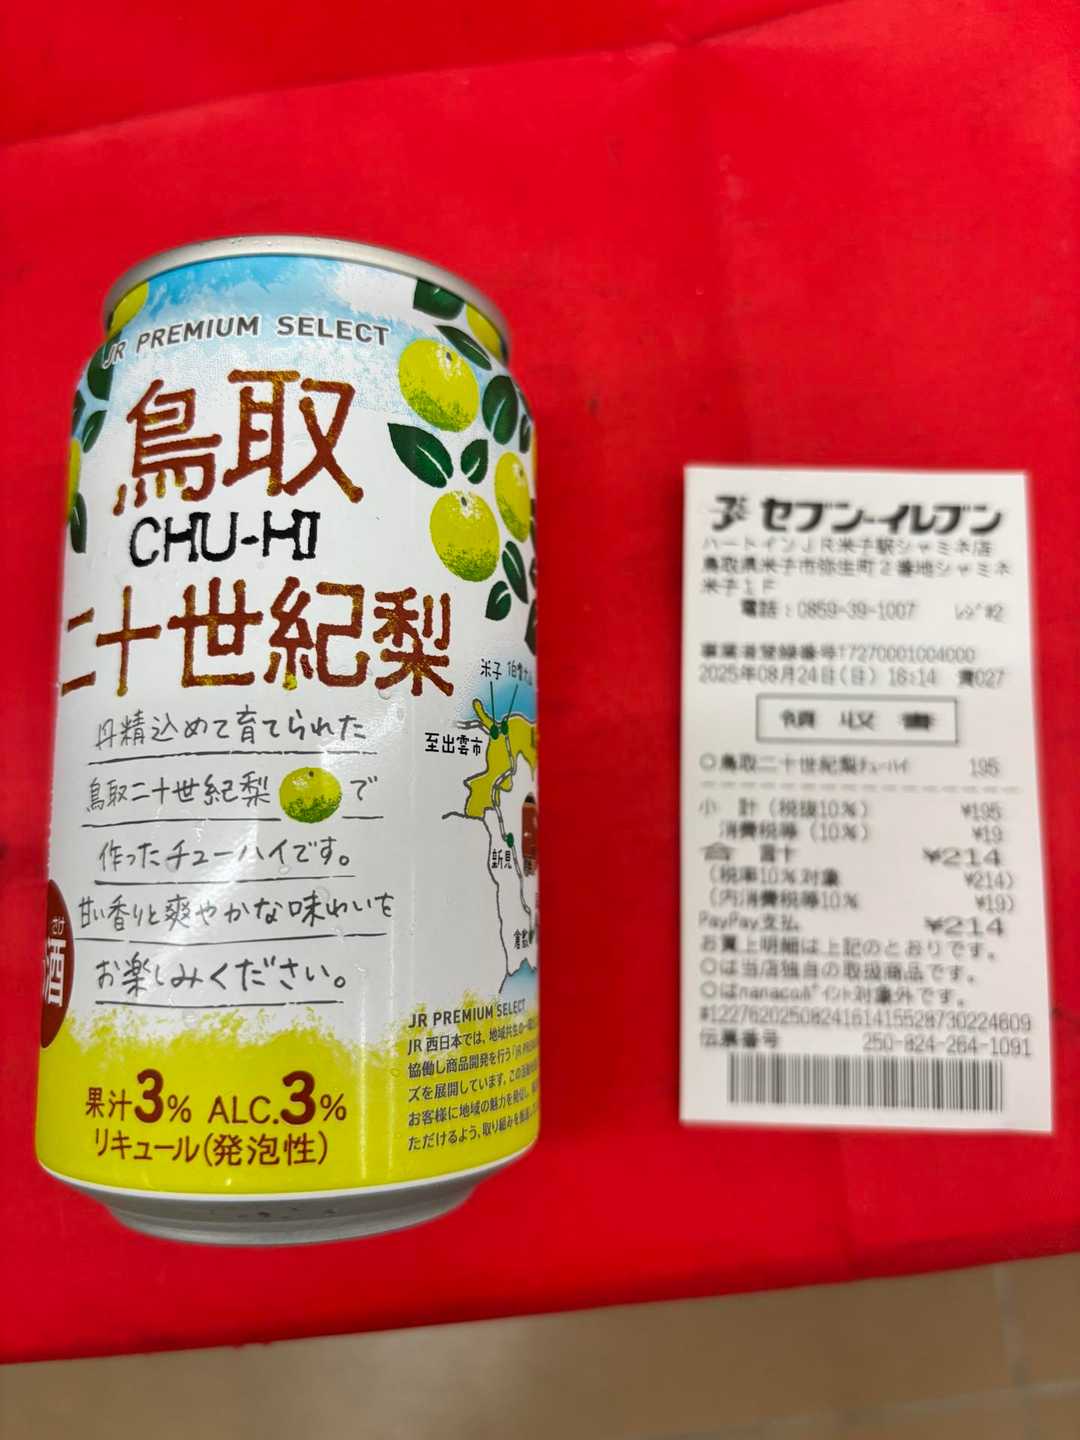 JR PREMIUM SELECT
鳥取
CHU-HI
二十世紀梨
丹精込めて育てられた
鳥取二十世紀梨で
作ったチューハイです。
甘い香りと爽やかな味わいを
お楽しみください。
さけ
酒
米子
至出雲市
新見
果汁3% ALC.3%
リキュール(発泡性)
JR PREMIUM SELECT
JR西日本では、地域共生の
協働し商品開発を行う「JR
ズを展開しています。この
お客様に地域の魅力を
ただけるよう、取り組みを
セブン-イレブン
ハートインJR米子駅シャミネ店
鳥取県米子市弥生町2番地シャミネ
米子1F
電話:0859-39-1007 レジ#2
事業者登録番号T7270001004000
2025年08月24日(日) 16:14 責027
領 収 書
○鳥取二十世紀梨チューハイ 195
小 計(税抜10%) ¥195
消費税等(10%) ¥19
合 計 ¥214
(税率10%対象 ¥214)
(内消費税等10% ¥19)
PayPay支払 ¥214
お買上明細は上記のとおりです。
○は当店独自の取扱商品です。
○はnanacoポイント対象外です。
#1227620250824161415528730224609
伝票番号 250-824-264-1091